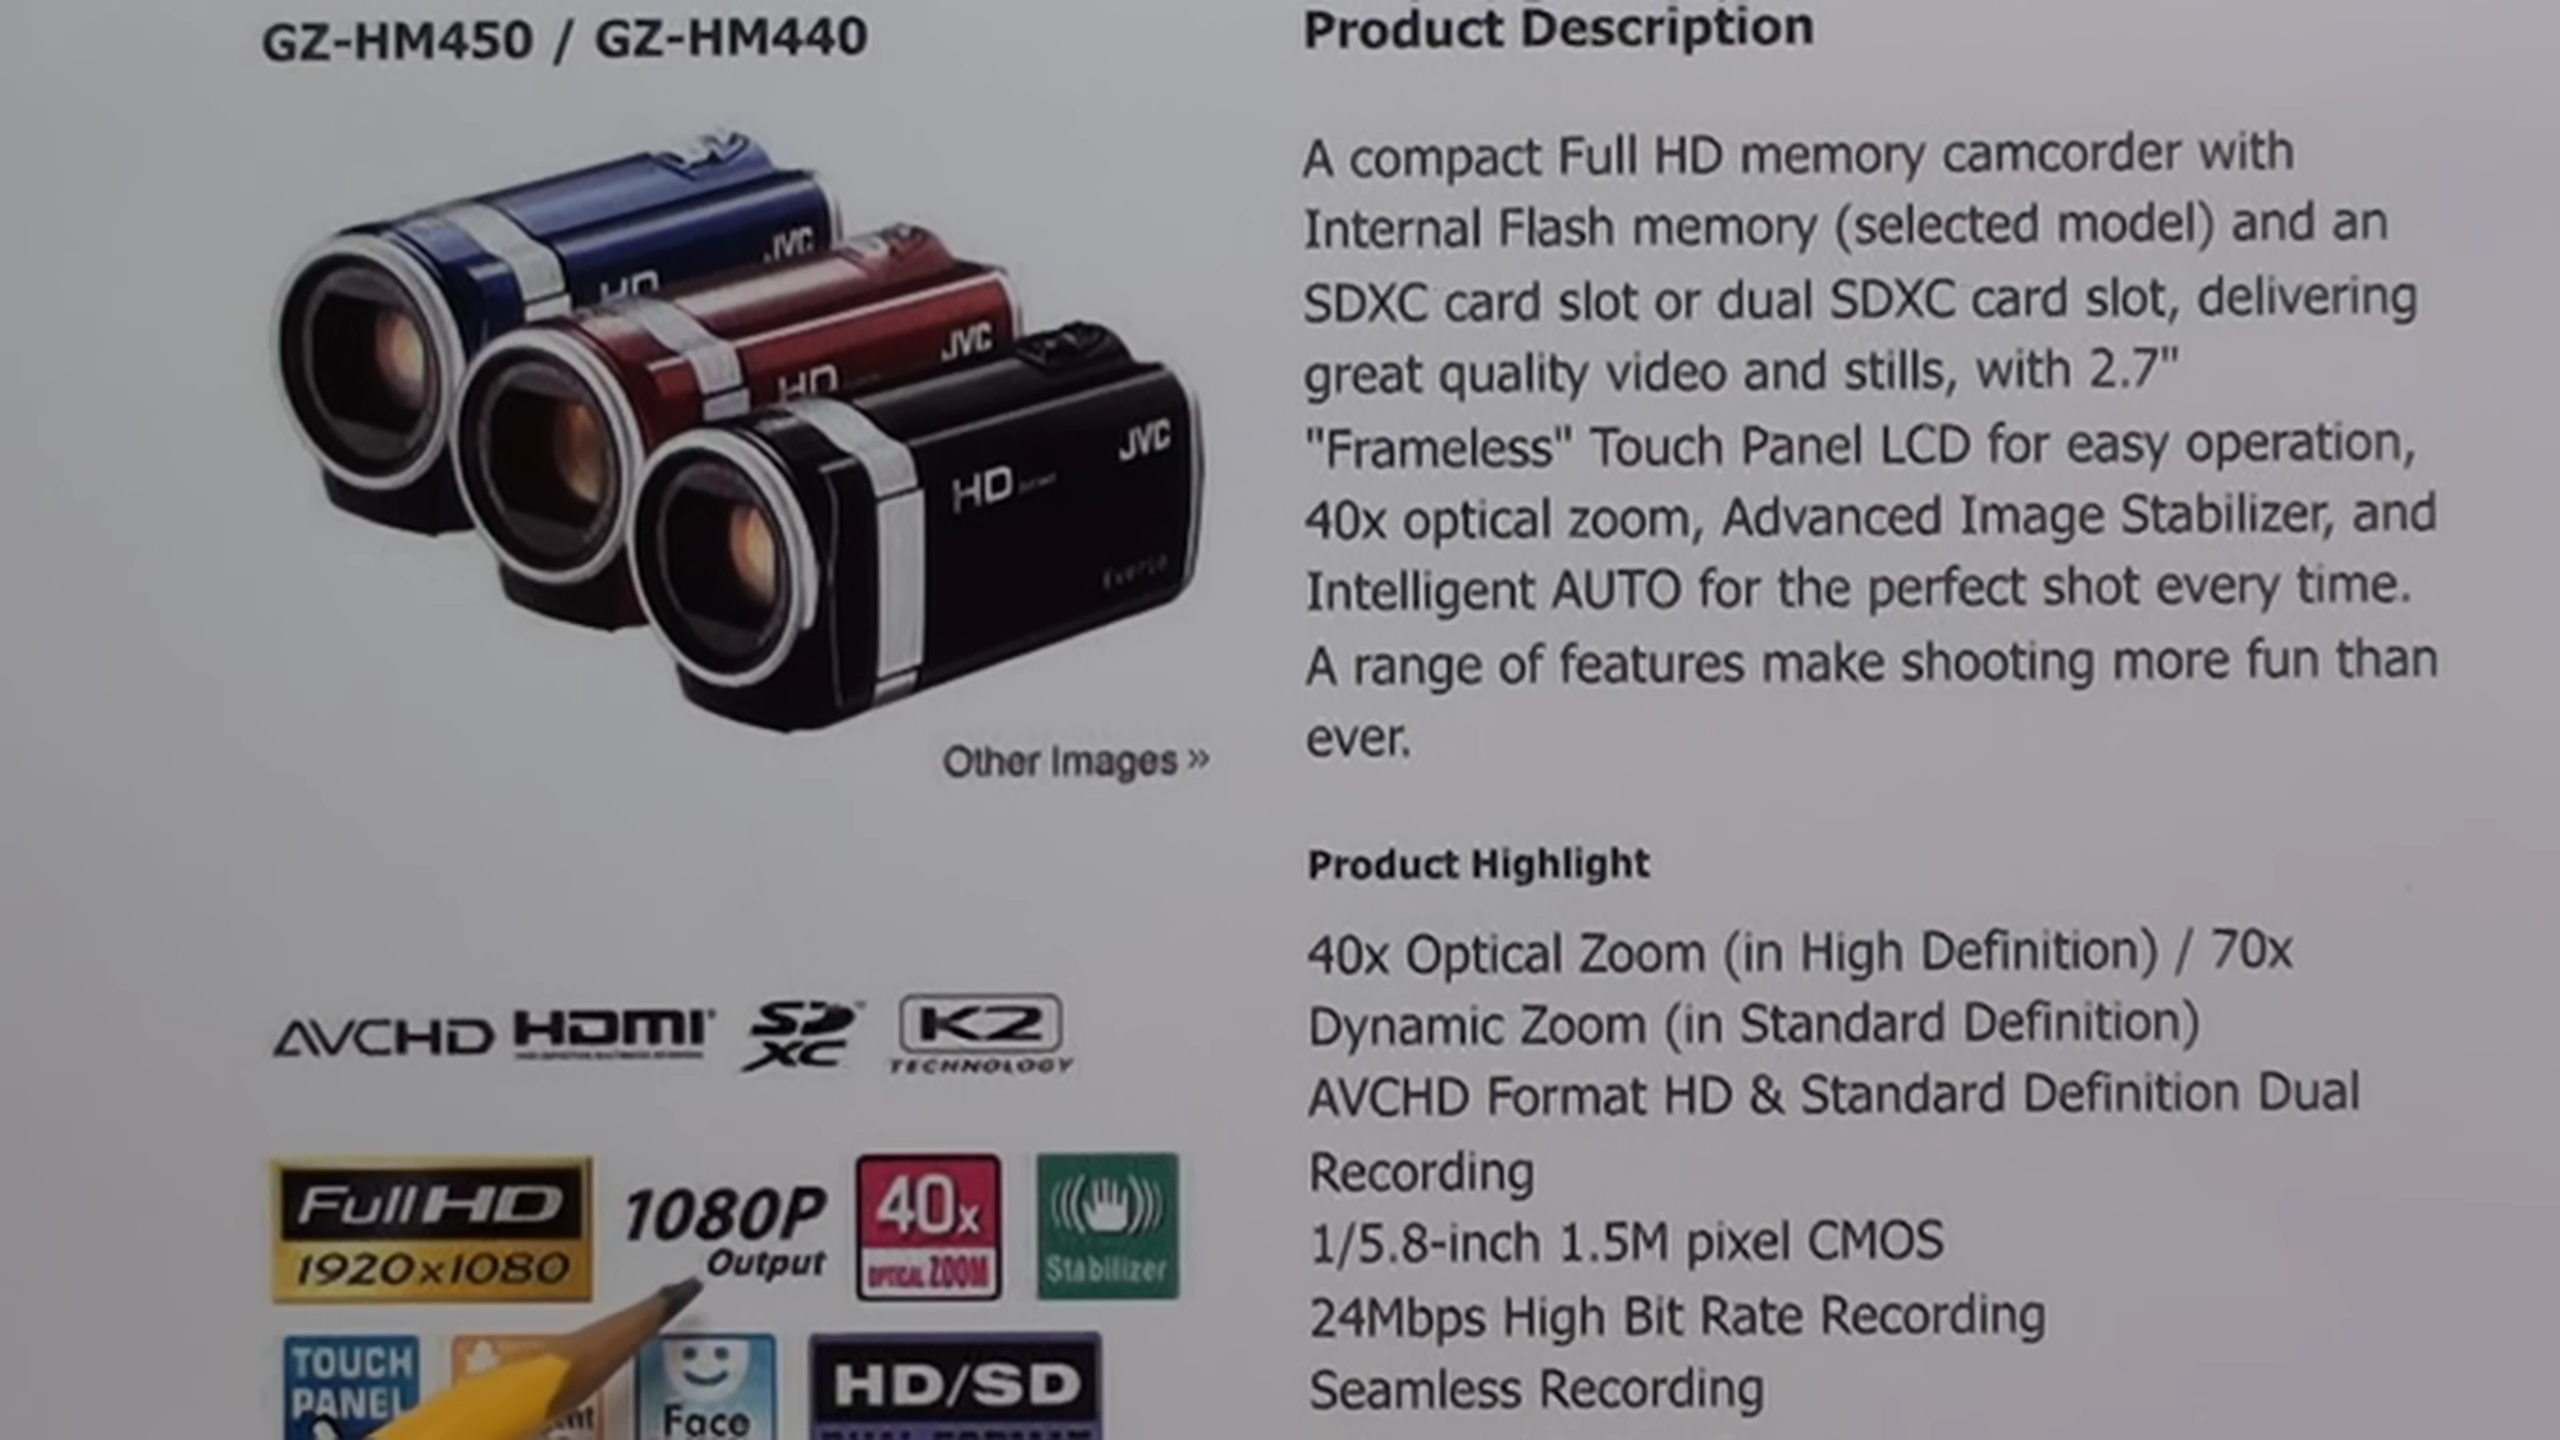 GZ-HM450 / GZ-HM440
JVC
HD
JVC
HD
JVC
HD
Everio
Other Images »
AVCHD HDMI SD XC K2 TECHNOLOGY
Full HD 1920x1080
1080P Output
40x OPTICAL ZOOM
Stabilizer
TOUCH PANEL
Face
HD/SD
DUAL FORMAT
Product Description
A compact Full HD memory camcorder with
Internal Flash memory (selected model) and an
SDXC card slot or dual SDXC card slot, delivering
great quality video and stills, with 2.7"
"Frameless" Touch Panel LCD for easy operation,
40x optical zoom, Advanced Image Stabilizer, and
Intelligent AUTO for the perfect shot every time.
A range of features make shooting more fun than
ever.
Product Highlight
40x Optical Zoom (in High Definition) / 70x
Dynamic Zoom (in Standard Definition)
AVCHD Format HD & Standard Definition Dual
Recording
1/5.8-inch 1.5M pixel CMOS
24Mbps High Bit Rate Recording
Seamless Recording